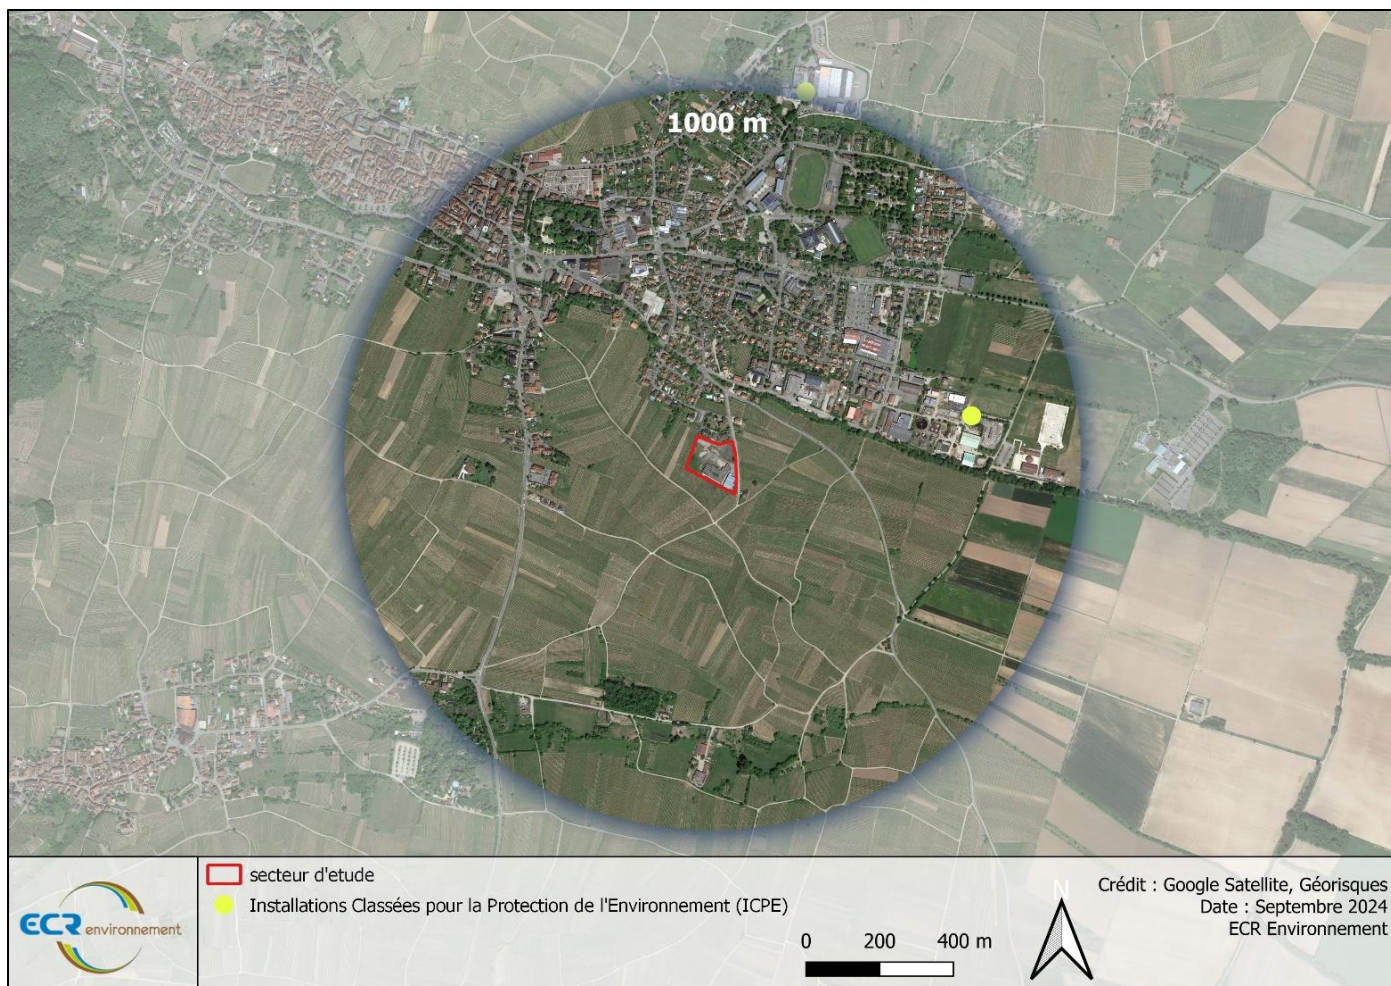 1000 m
secteur d'etude
Installations Classées pour la Protection de l'Environnement (ICPE)
ECR environnement
0 200 400 m
N
Crédit : Google Satellite, Géorisques
Date : Septembre 2024
ECR Environnement